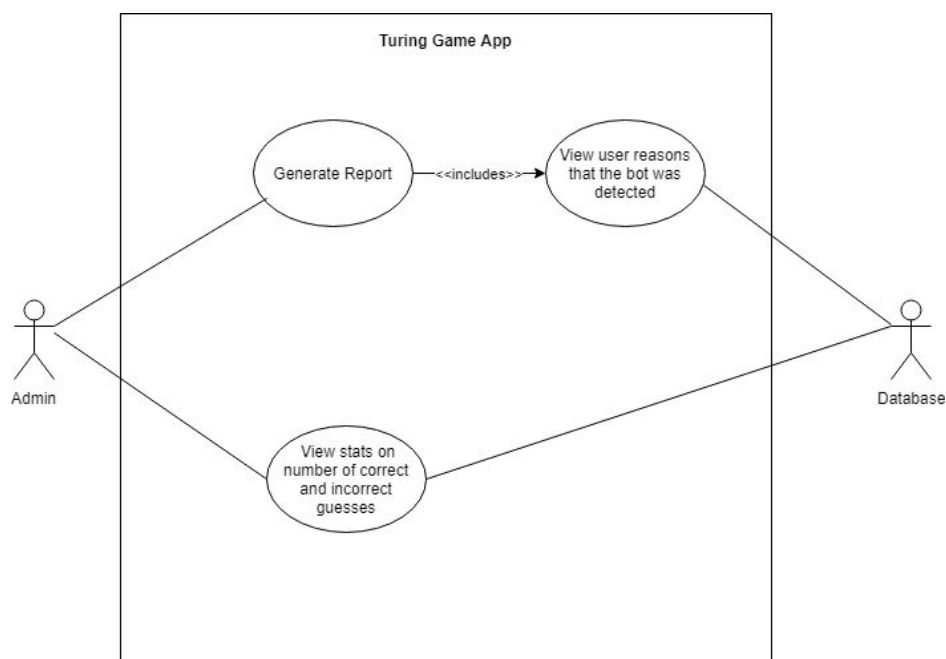 Turing Game App
Generate Report
<<includes>>
View user reasons
that the bot was
detected
Admin
Database
View stats on
number of correct
and incorrect
guesses